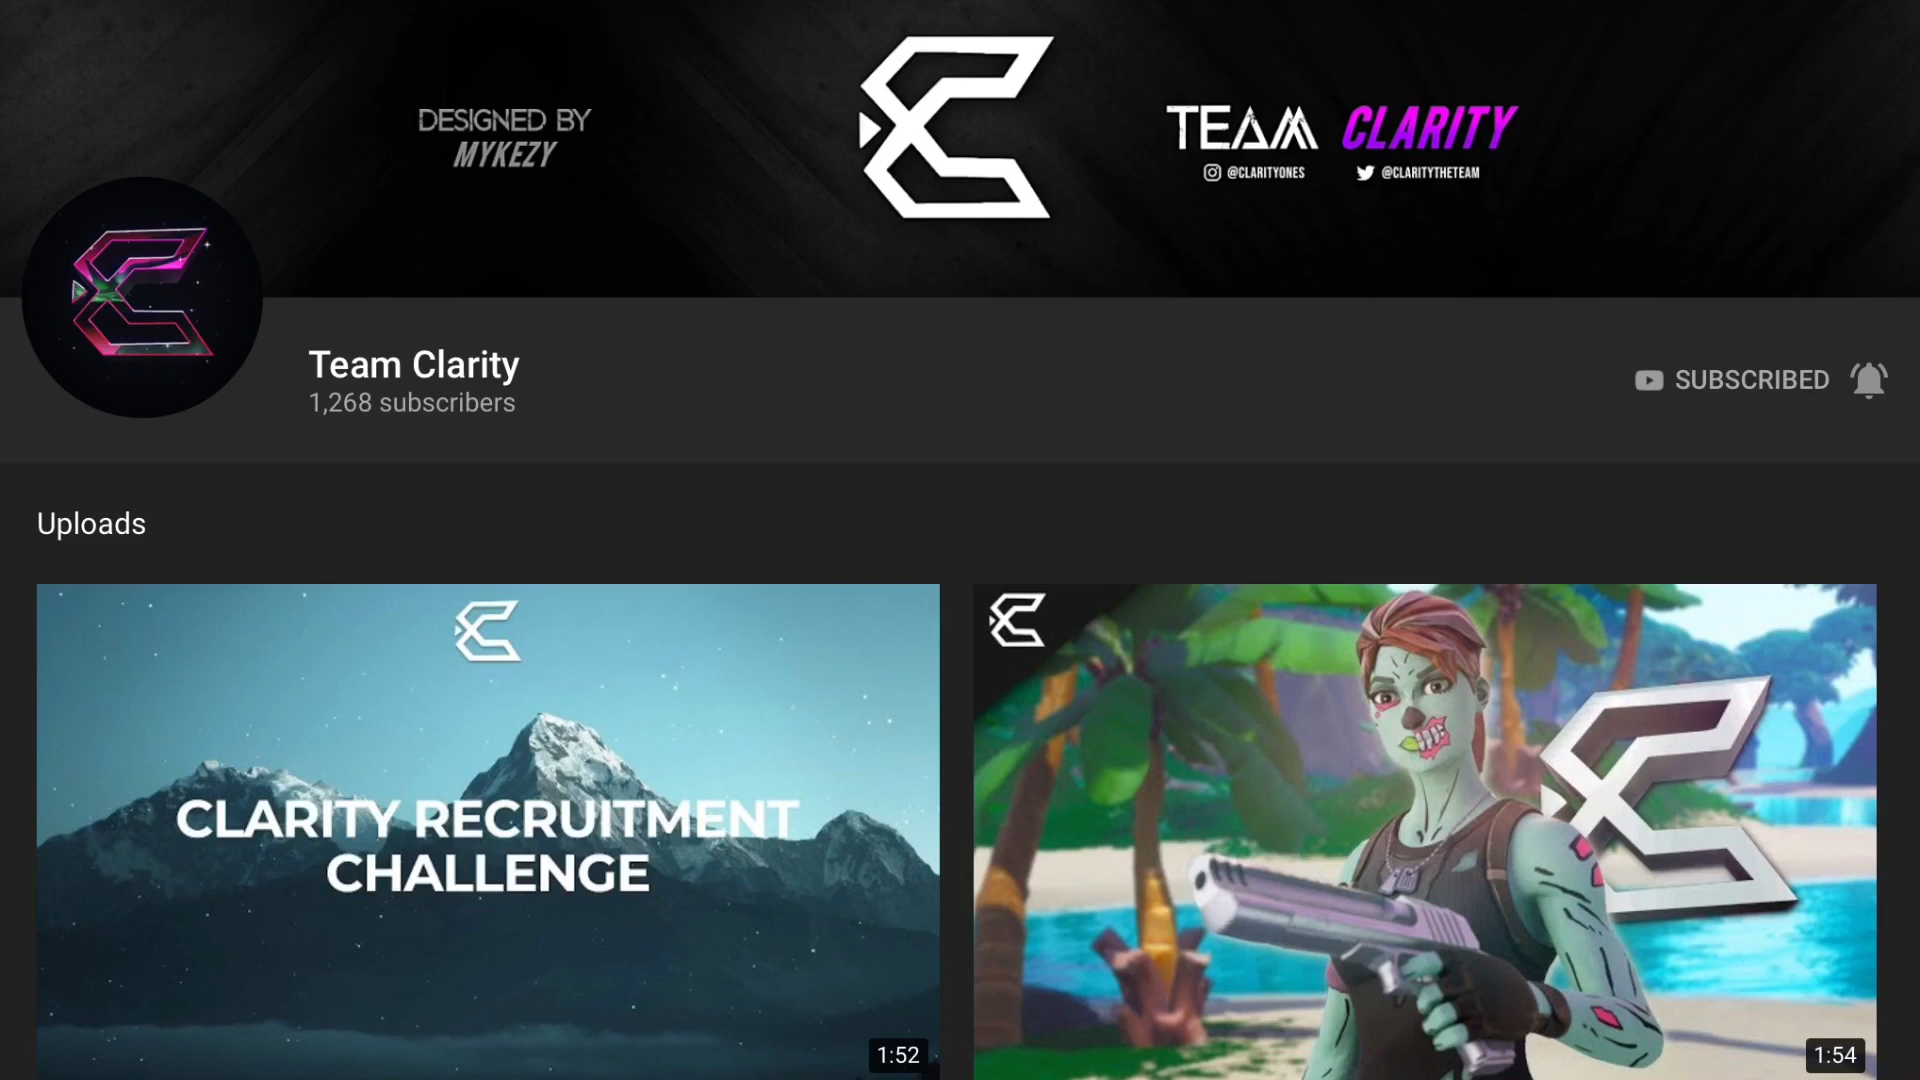 DESIGNED BY
MYKEZY
TEAM CLARITY
@CLARITYONES @CLARITYTHETEAM
Team Clarity
1,268 subscribers
SUBSCRIBED
Uploads
CLARITY RECRUITMENT
CHALLENGE
1:52
1:54